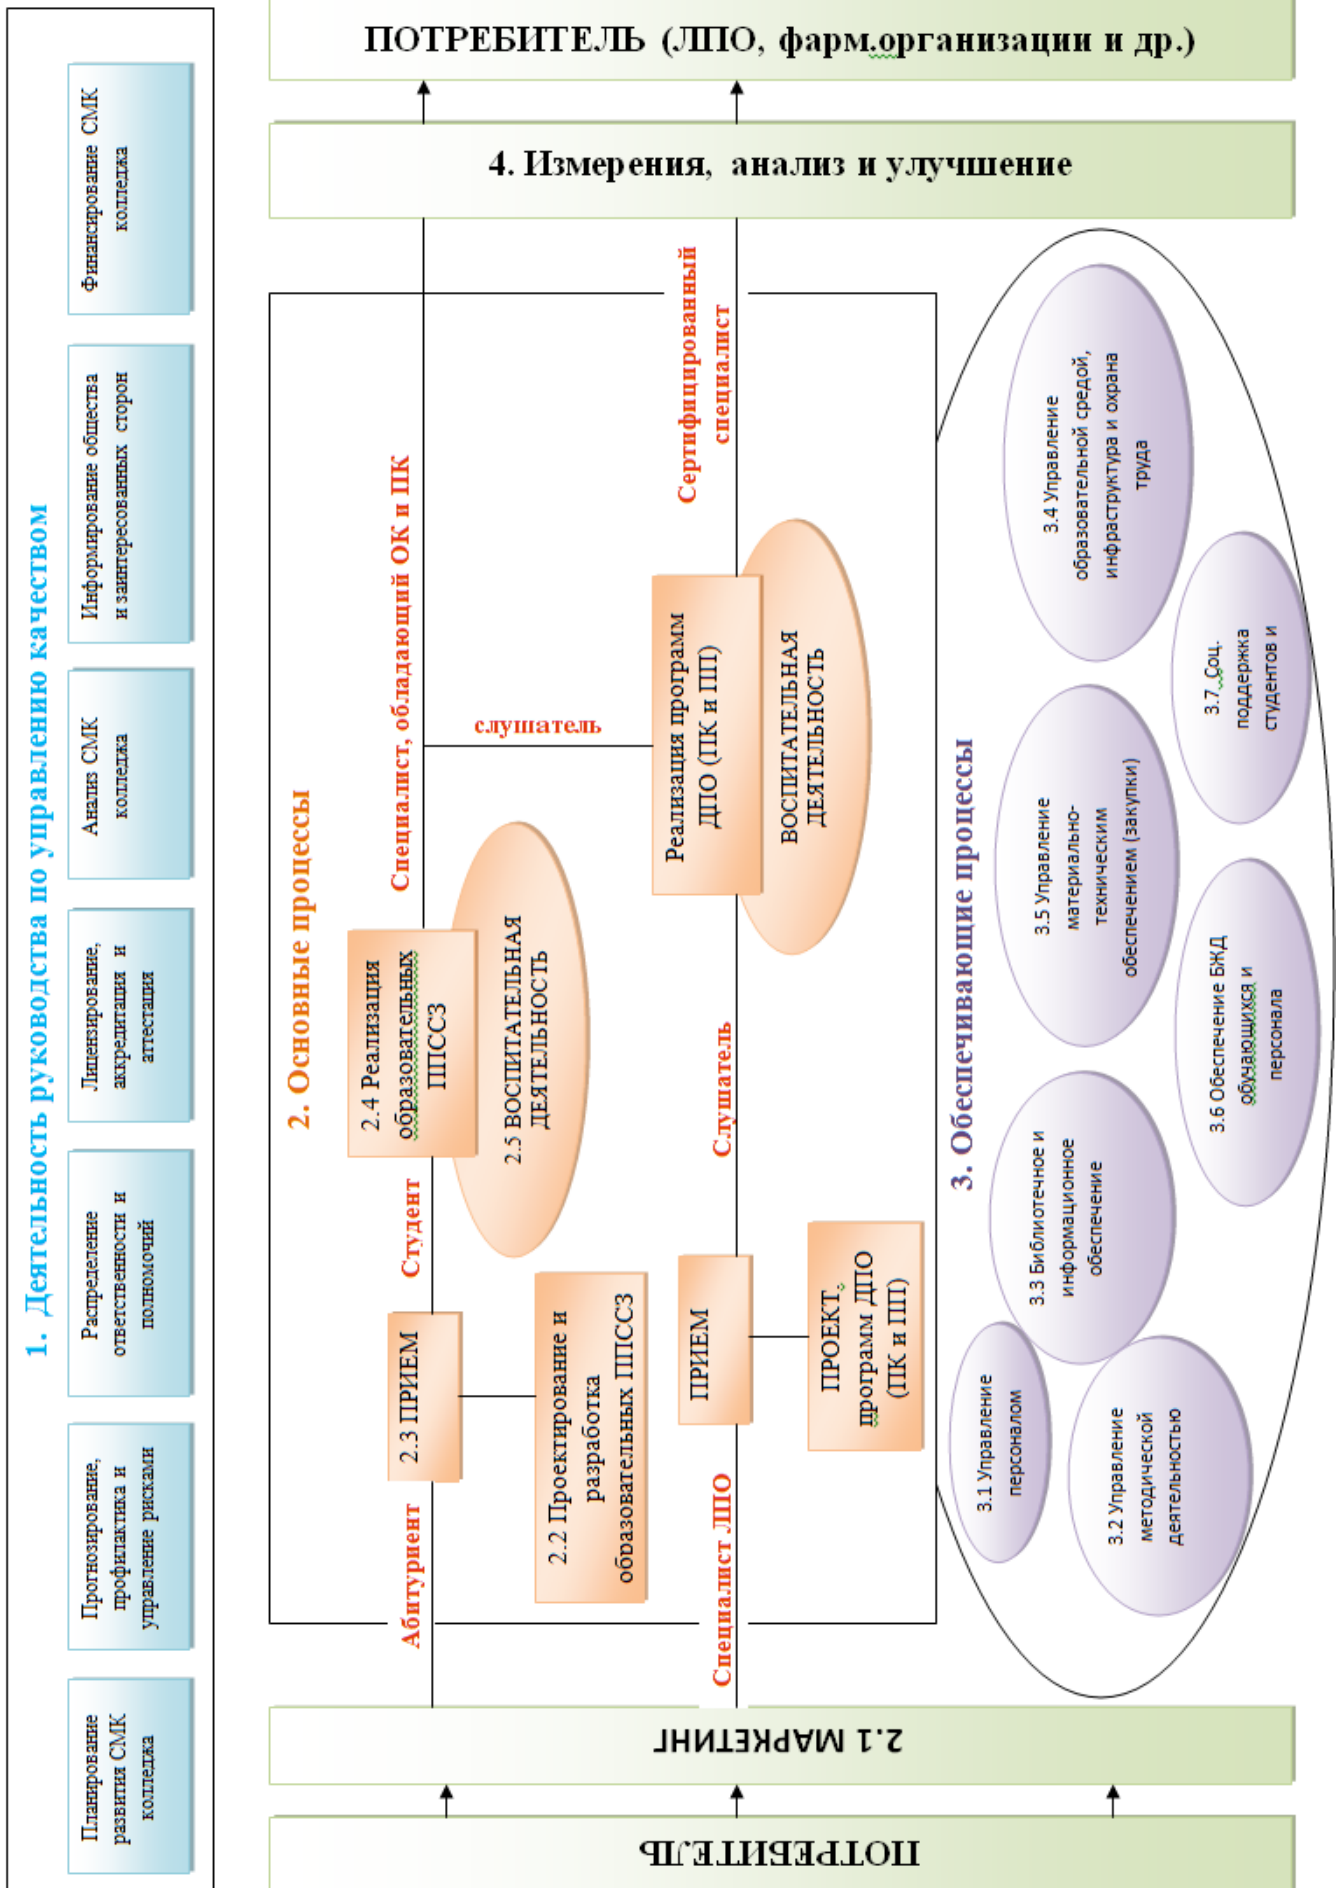 1. Деятельность руководства по управлению качеством
Планирование
развития СМК
колледжа
Прогнозирование,
профилактика и
управление рисками
Распределение
ответственности и
полномочий
Лицензирование,
аккредитация и
аттестация
Анализ СМК
колледжа
Информирование общества
и заинтересованных сторон
Финансирование СМК
колледжа
ПОТРЕБИТЕЛЬ
2.1 МАРКЕТИНГ
2. Основные процессы
Абитуриент
2.3 ПРИЕМ
Студент
2.4 Реализация
образовательных
ППССЗ
Специалист, обладающий ОК и ПК
2.5 ВОСПИТАТЕЛЬНАЯ
ДЕЯТЕЛЬНОСТЬ
2.2 Проектирование и
разработка
образовательных ППССЗ
слушатель
Специалист ЛПО
ПРИЕМ
Слушатель
Реализация программ
ДПО (ПК и ПП)
Сертифицированный
специалист
ВОСПИТАТЕЛЬНАЯ
ДЕЯТЕЛЬНОСТЬ
ПРОЕКТ.
программ ДПО
(ПК и ПП)
3. Обеспечивающие процессы
3.1 Управление
персоналом
3.2 Управление
методической
деятельностью
3.3 Библиотечное и
информационное
обеспечение
3.5 Управление
материально-
техническим
обеспечением (закупки)
3.4 Управление
образовательной средой,
инфраструктура и охрана
труда
3.6 Обеспечение БЖД
обучающихся и
персонала
3.7 Соц.
поддержка
студентов и
4. Измерения, анализ и улучшение
ПОТРЕБИТЕЛЬ (ЛПО, фарм.организации и др.)